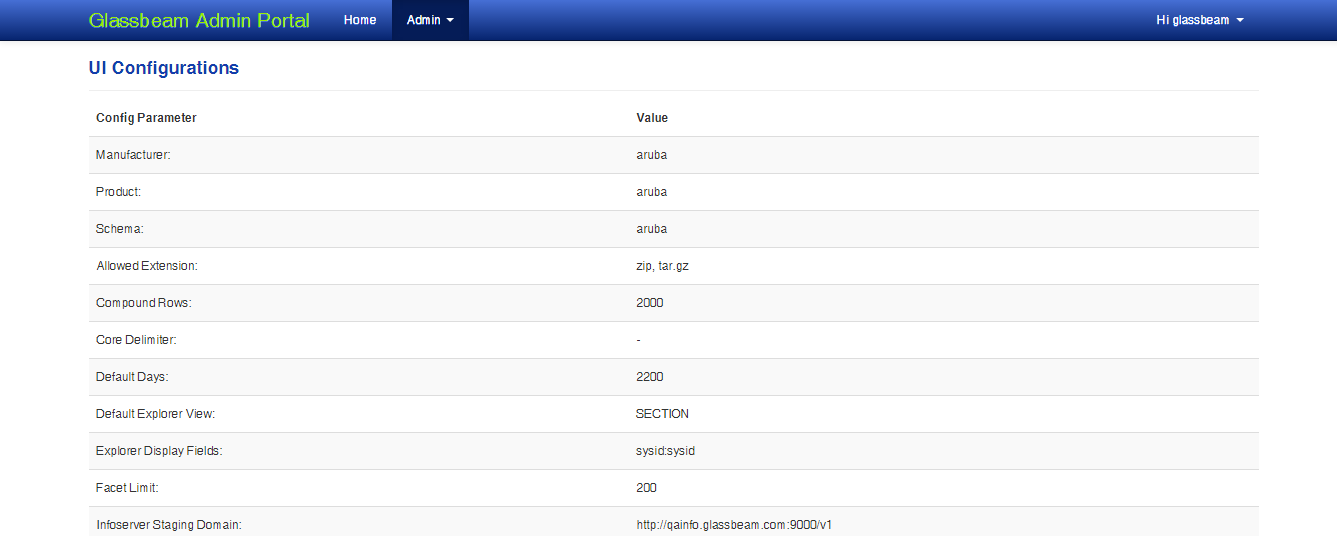 Glassbeam Admin Portal Home Admin Hi glassbeam
UI Configurations
Config Parameter Value
Manufacturer: aruba
Product: aruba
Schema: aruba
Allowed Extension: zip, tar.gz
Compound Rows: 2000
Core Delimiter: -
Default Days: 2200
Default Explorer View: SECTION
Explorer Display Fields: sysid:sysid
Facet Limit: 200
Infoserver Staging Domain: http://qainfo.glassbeam.com:9000/v1